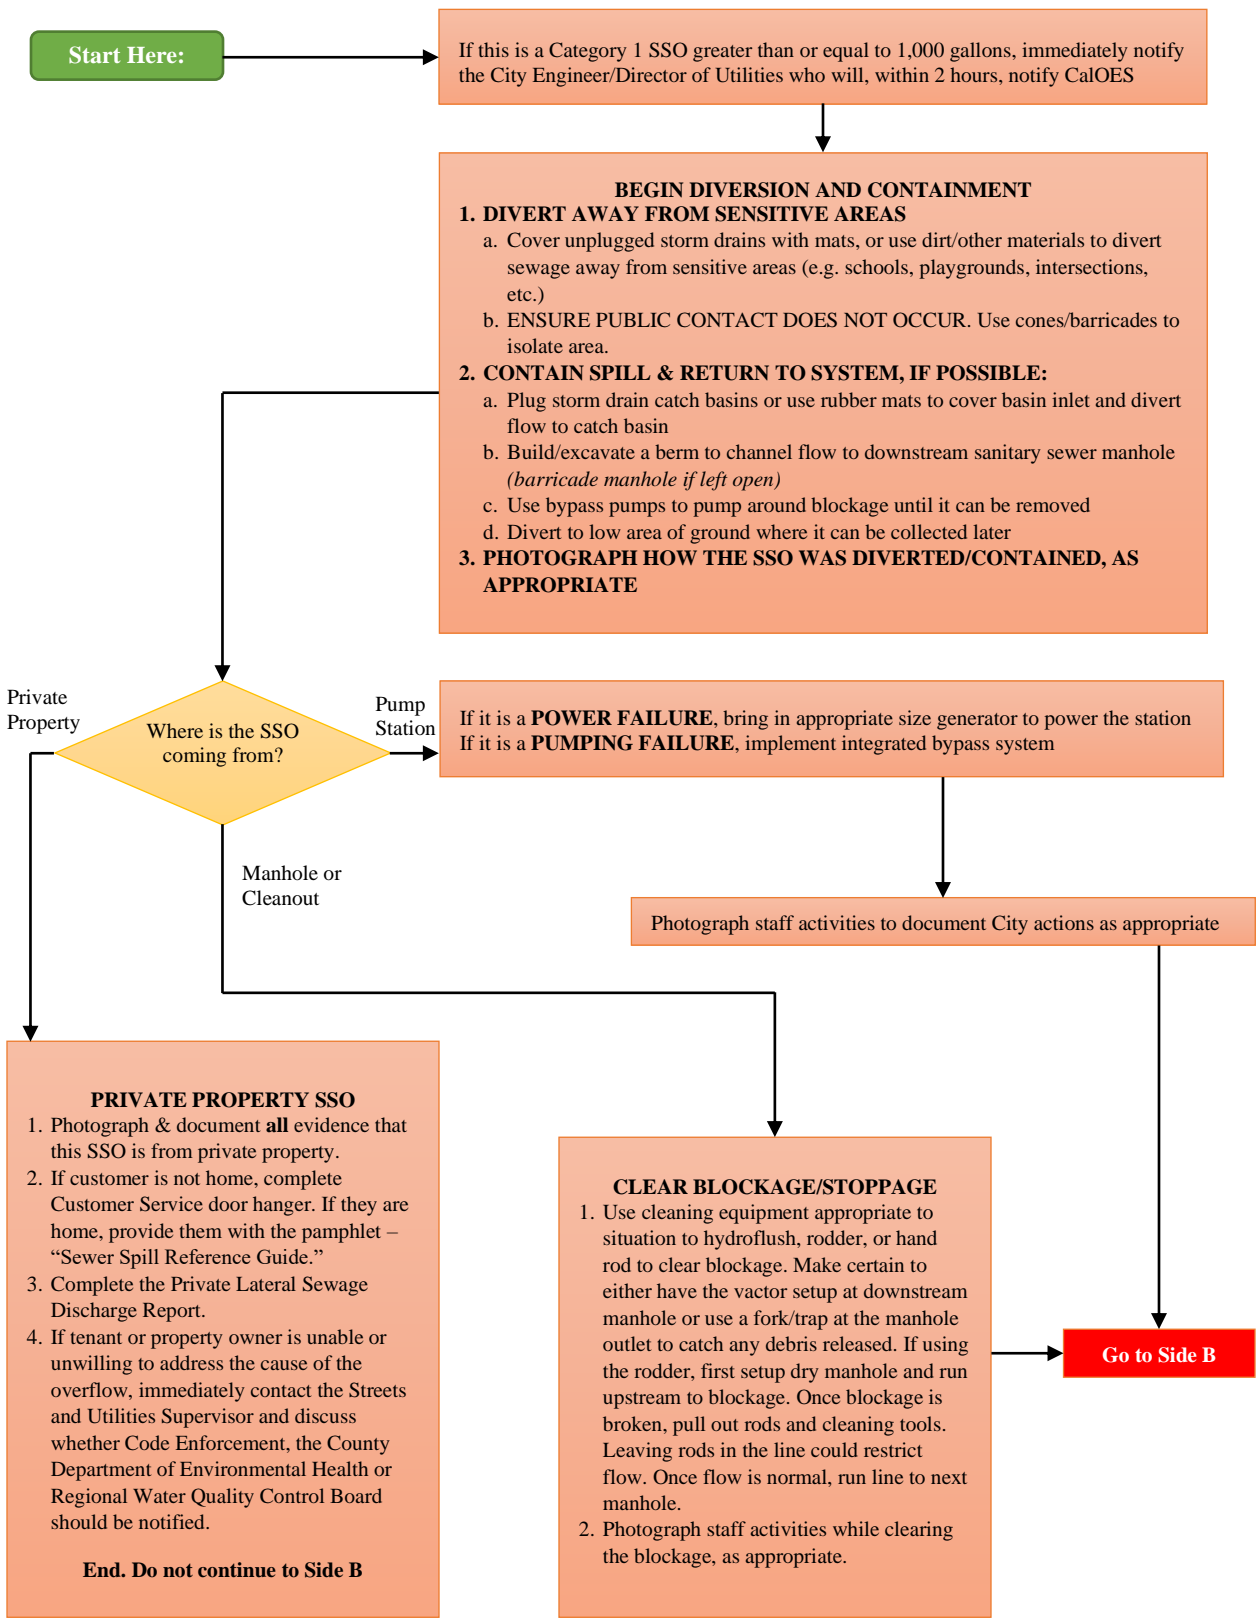 Start Here:
If this is a Category 1 SSO greater than or equal to 1,000 gallons, immediately notify
the City Engineer/Director of Utilities who will, within 2 hours, notify CalOES
BEGIN DIVERSION AND CONTAINMENT
1. DIVERT AWAY FROM SENSITIVE AREAS
a. Cover unplugged storm drains with mats, or use dirt/other materials to divert
sewage away from sensitive areas (e.g. schools, playgrounds, intersections,
etc.)
b. ENSURE PUBLIC CONTACT DOES NOT OCCUR. Use cones/barricades to
isolate area.
2. CONTAIN SPILL & RETURN TO SYSTEM, IF POSSIBLE:
a. Plug storm drain catch basins or use rubber mats to cover basin inlet and divert
flow to catch basin
b. Build/excavate a berm to channel flow to downstream sanitary sewer manhole
(barricade manhole if left open)
c. Use bypass pumps to pump around blockage until it can be removed
d. Divert to low area of ground where it can be collected later
3. PHOTOGRAPH HOW THE SSO WAS DIVERTED/CONTAINED, AS
APPROPRIATE
Private
Property
Where is the SSO
coming from?
Pump
Station
If it is a POWER FAILURE, bring in appropriate size generator to power the station
If it is a PUMPING FAILURE, implement integrated bypass system
Manhole or
Cleanout
Photograph staff activities to document City actions as appropriate
PRIVATE PROPERTY SSO
1. Photograph & document all evidence that
this SSO is from private property.
2. If customer is not home, complete
Customer Service door hanger. If they are
home, provide them with the pamphlet –
“Sewer Spill Reference Guide.”
3. Complete the Private Lateral Sewage
Discharge Report.
4. If tenant or property owner is unable or
unwilling to address the cause of the
overflow, immediately contact the Streets
and Utilities Supervisor and discuss
whether Code Enforcement, the County
Department of Environmental Health or
Regional Water Quality Control Board
should be notified.
End. Do not continue to Side B
CLEAR BLOCKAGE/STOPPAGE
1. Use cleaning equipment appropriate to
situation to hydroflush, rodder, or hand
rod to clear blockage. Make certain to
either have the vactor setup at downstream
manhole or use a fork/trap at the manhole
outlet to catch any debris released. If using
the rodder, first setup dry manhole and run
upstream to blockage. Once blockage is
broken, pull out rods and cleaning tools.
Leaving rods in the line could restrict
flow. Once flow is normal, run line to next
manhole.
2. Photograph staff activities while clearing
the blockage, as appropriate.
Go to Side B